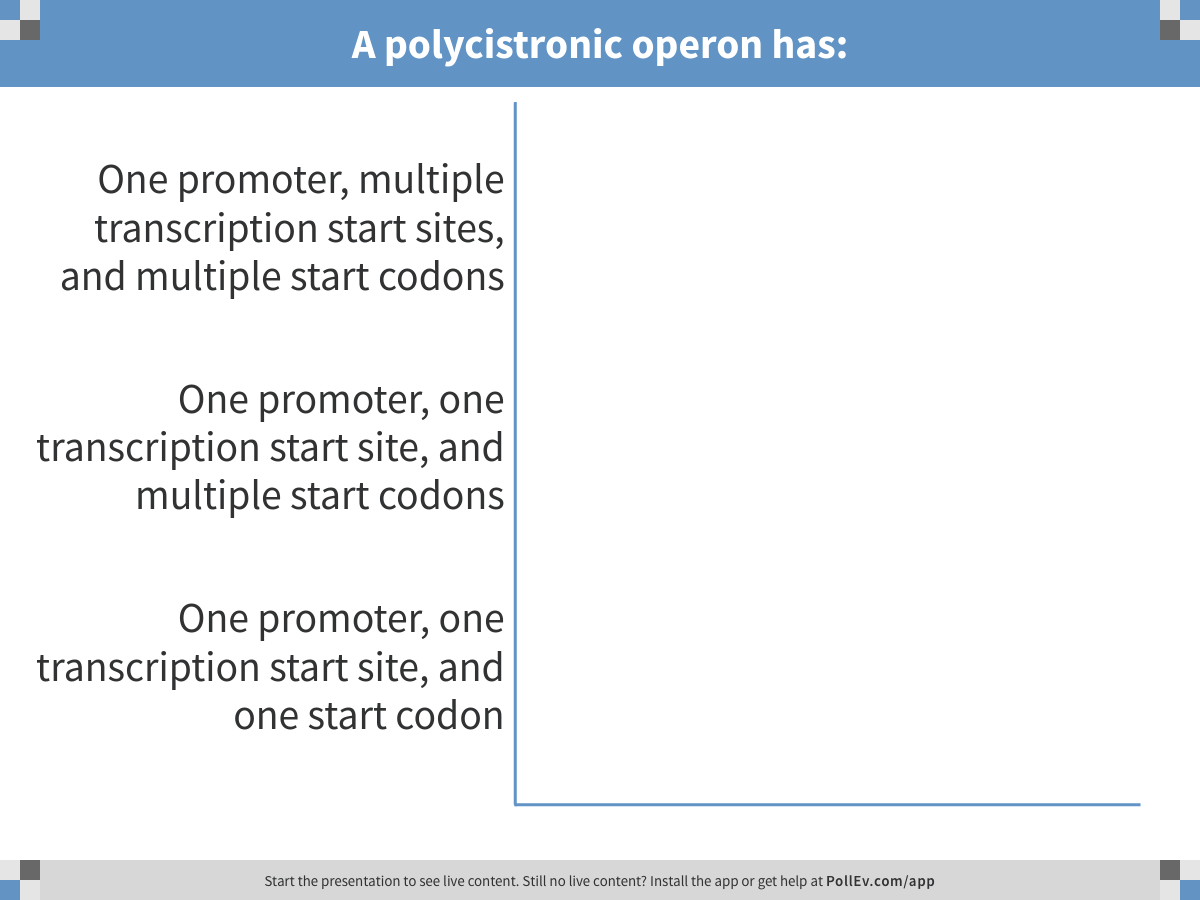 A polycistronic operon has:
One promoter, multiple
transcription start sites,
and multiple start codons
One promoter, one
transcription start site, and
multiple start codons
One promoter, one
transcription start site, and
one start codon
Start the presentation to see live content. Still no live content? Install the app or get help at PollEv.com/app